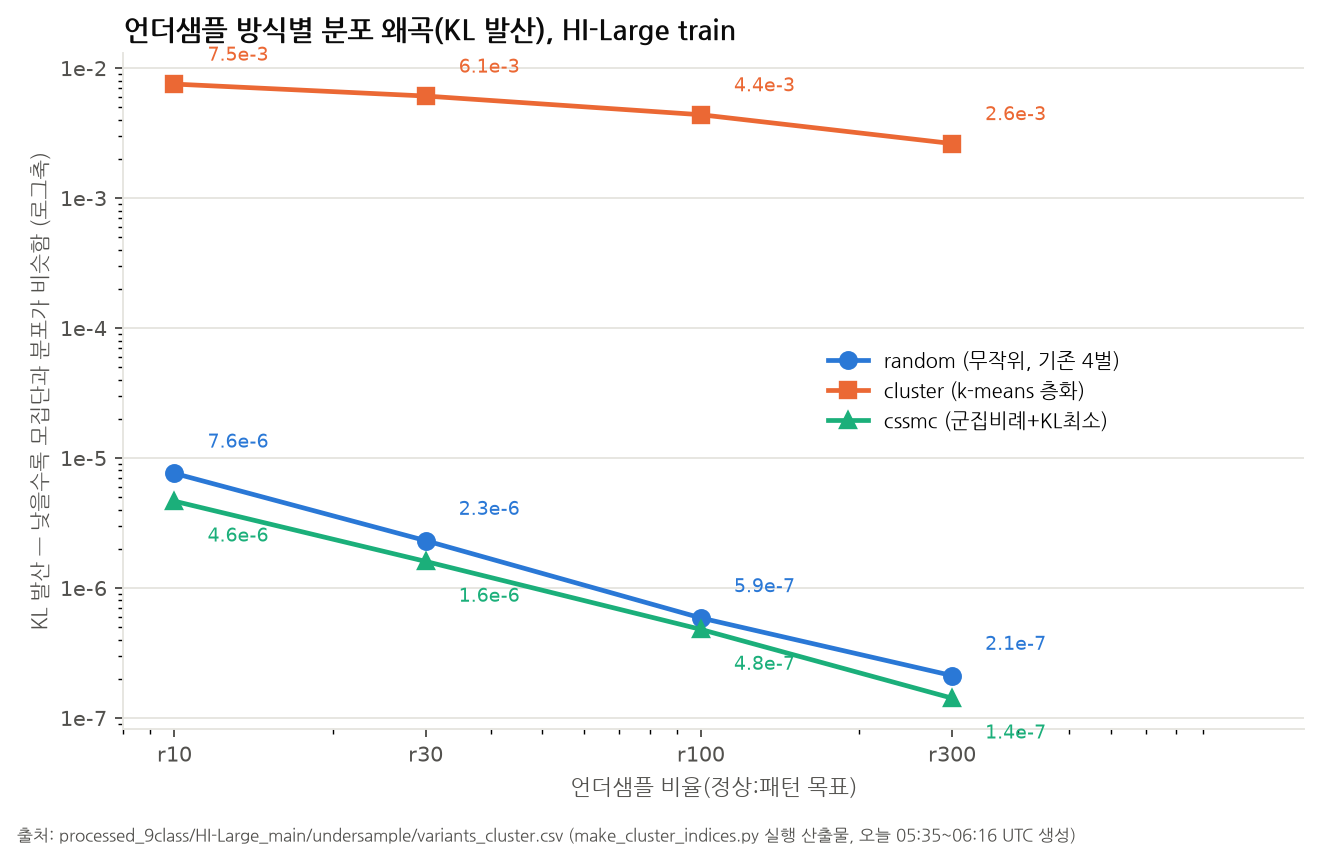 언더샘플 방식별 분포 왜곡(KL 발산), HI-Large train
7.5e-3
6.1e-3
4.4e-3
2.6e-3
1e-2
1e-3
1e-4
1e-5
1e-6
1e-7
KL 발산 — 낮을수록 모집단과 분포가 비슷함 (로그축)
random (무작위, 기존 4벌)
cluster (k-means 층화)
cssmc (군집비례+KL최소)
7.6e-6
2.3e-6
5.9e-7
2.1e-7
4.6e-6
1.6e-6
4.8e-7
1.4e-7
r10
r30
r100
r300
언더샘플 비율(정상:패턴 목표)
출처: processed_9class/HI-Large_main/undersample/variants_cluster.csv (make_cluster_indices.py 실행 산출물, 오늘 05:35~06:16 UTC 생성)